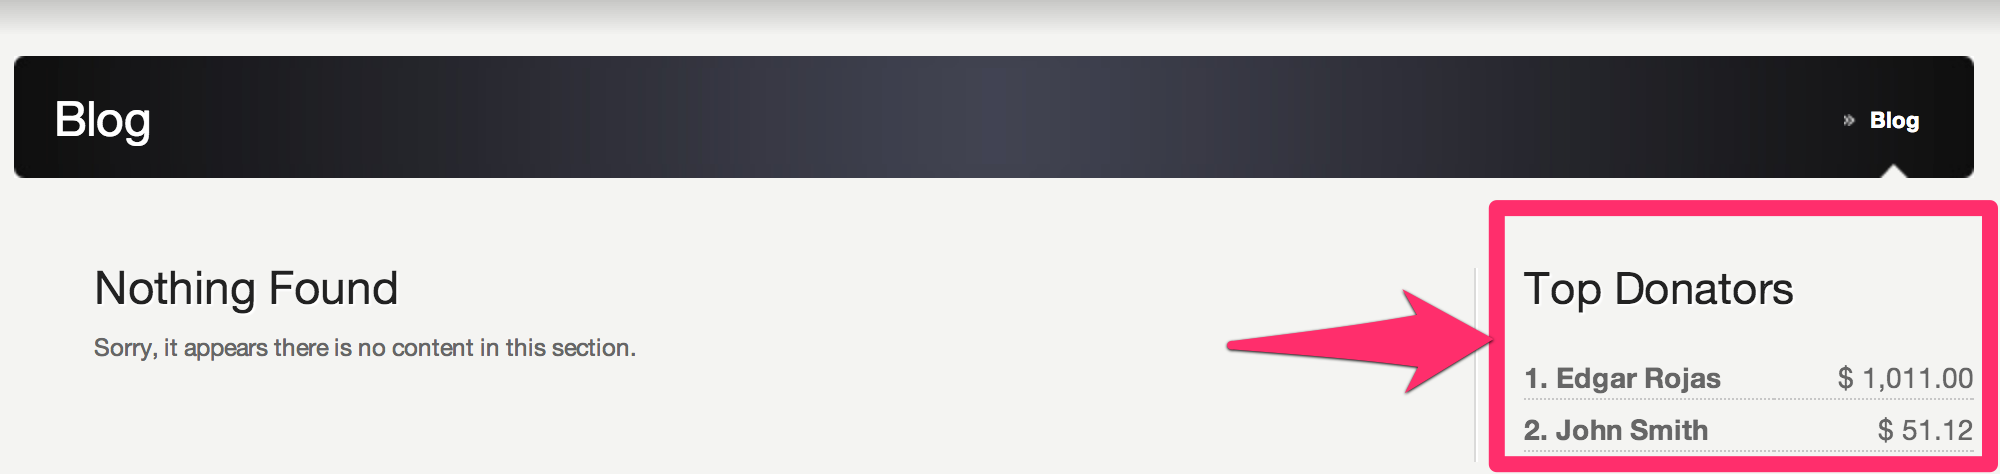 Blog
» Blog
Nothing Found
Sorry, it appears there is no content in this section.
Top Donators
1. Edgar Rojas $ 1,011.00
2. John Smith $ 51.12